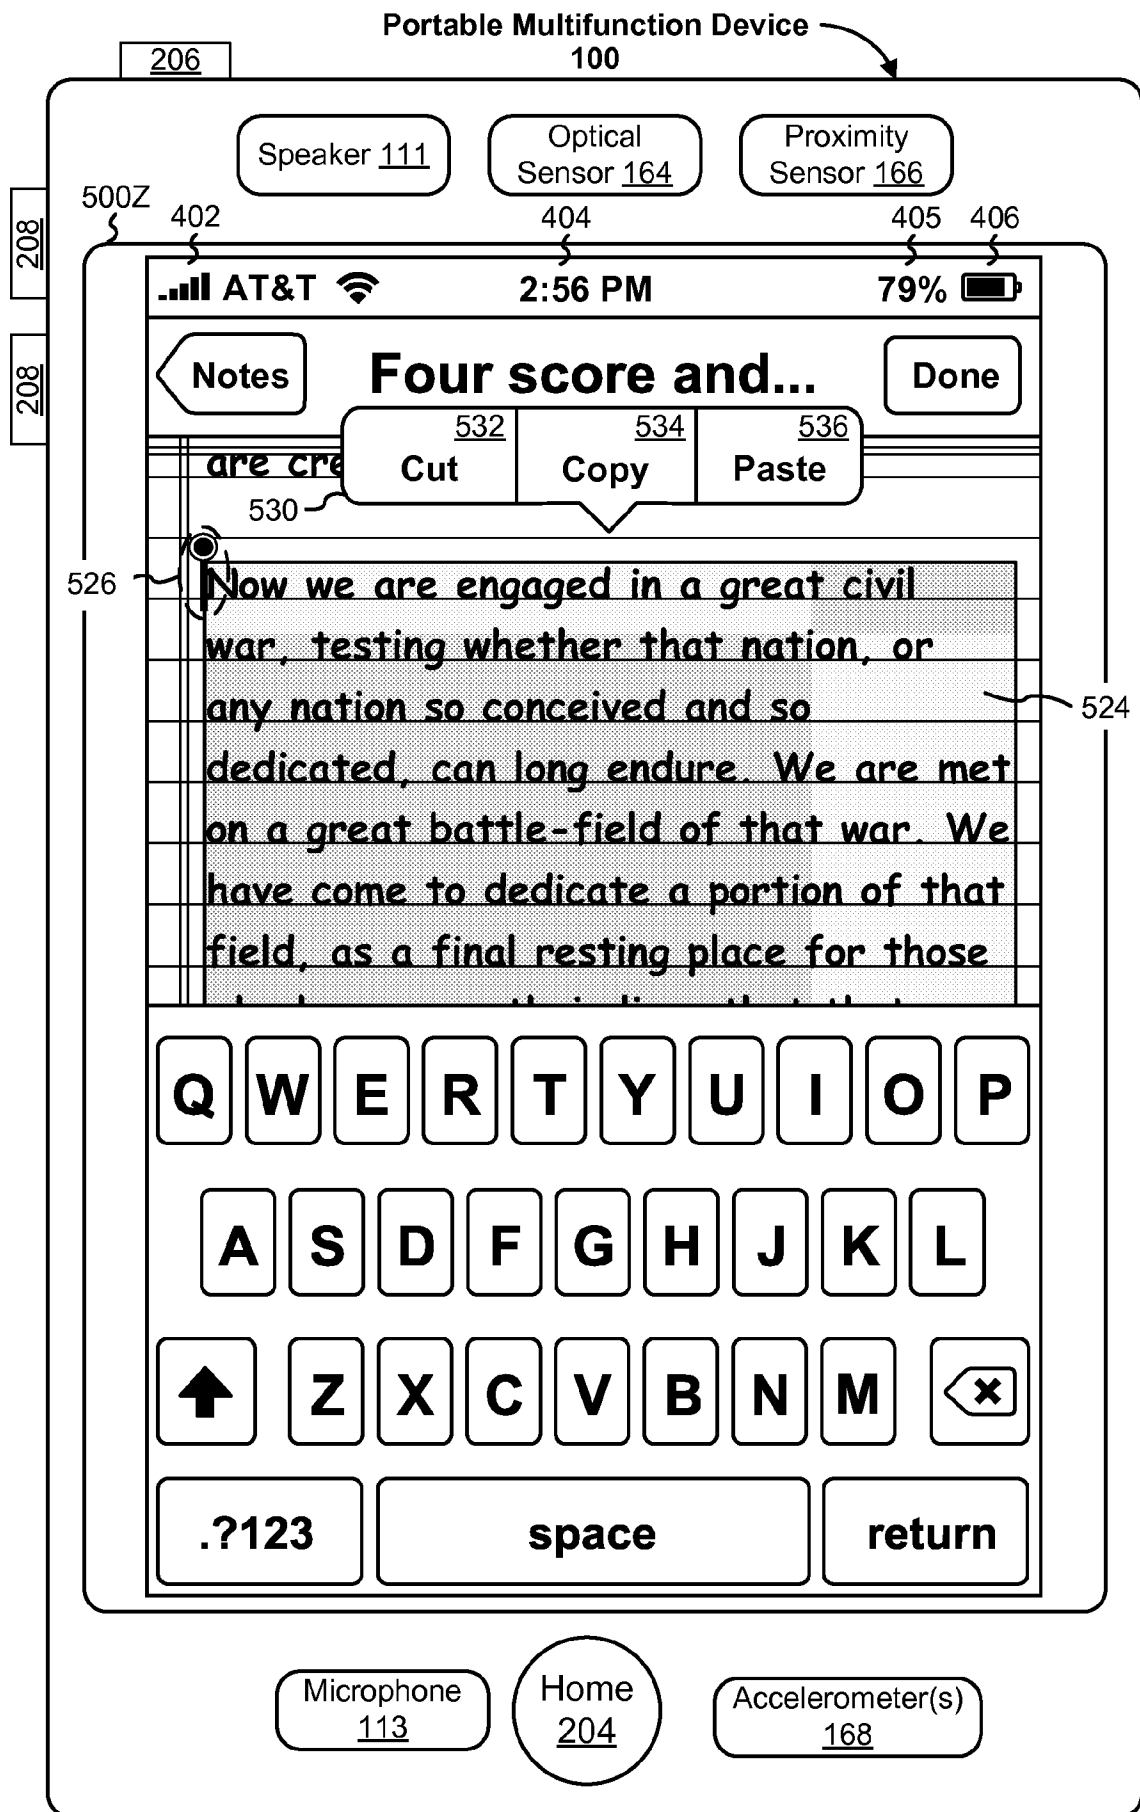 Portable Multifunction Device
100
206
Speaker 111
Optical
Sensor 164
Proximity
Sensor 166
208
208
500Z
402
404
405
406
AT&T
2:56 PM
79%
Notes
Four score and...
Done
532
534
536
Cut
Copy
Paste
are cre
530
526
524
Now we are engaged in a great civil
war, testing whether that nation, or
any nation so conceived and so
dedicated, can long endure. We are met
on a great battle-field of that war. We
have come to dedicate a portion of that
field, as a final resting place for those
Q W E R T Y U I O P
A S D F G H J K L
Z X C V B N M
.?123
space
return
Microphone
113
Home
204
Accelerometer(s)
168